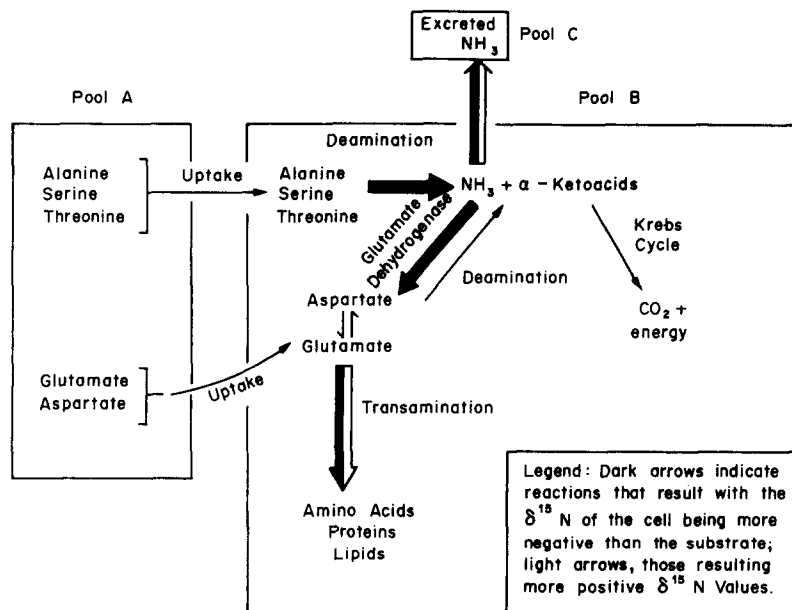 Excreted
NH3
Pool C
Pool A
Pool B
Deamination
Alanine
Serine
Threonine
Uptake
Alanine
Serine
Threonine
NH3 + α – Ketoacids
Glutamate
Dehydrogenase
Krebs
Cycle
Deamination
Aspartate
CO2 +
energy
Glutamate
Glutamate
Aspartate
Uptake
Transamination
Amino Acids
Proteins
Lipids
Legend: Dark arrows indicate
reactions that result with the
δ15 N of the cell being more
negative than the substrate;
light arrows, those resulting
more positive δ15 N Values.